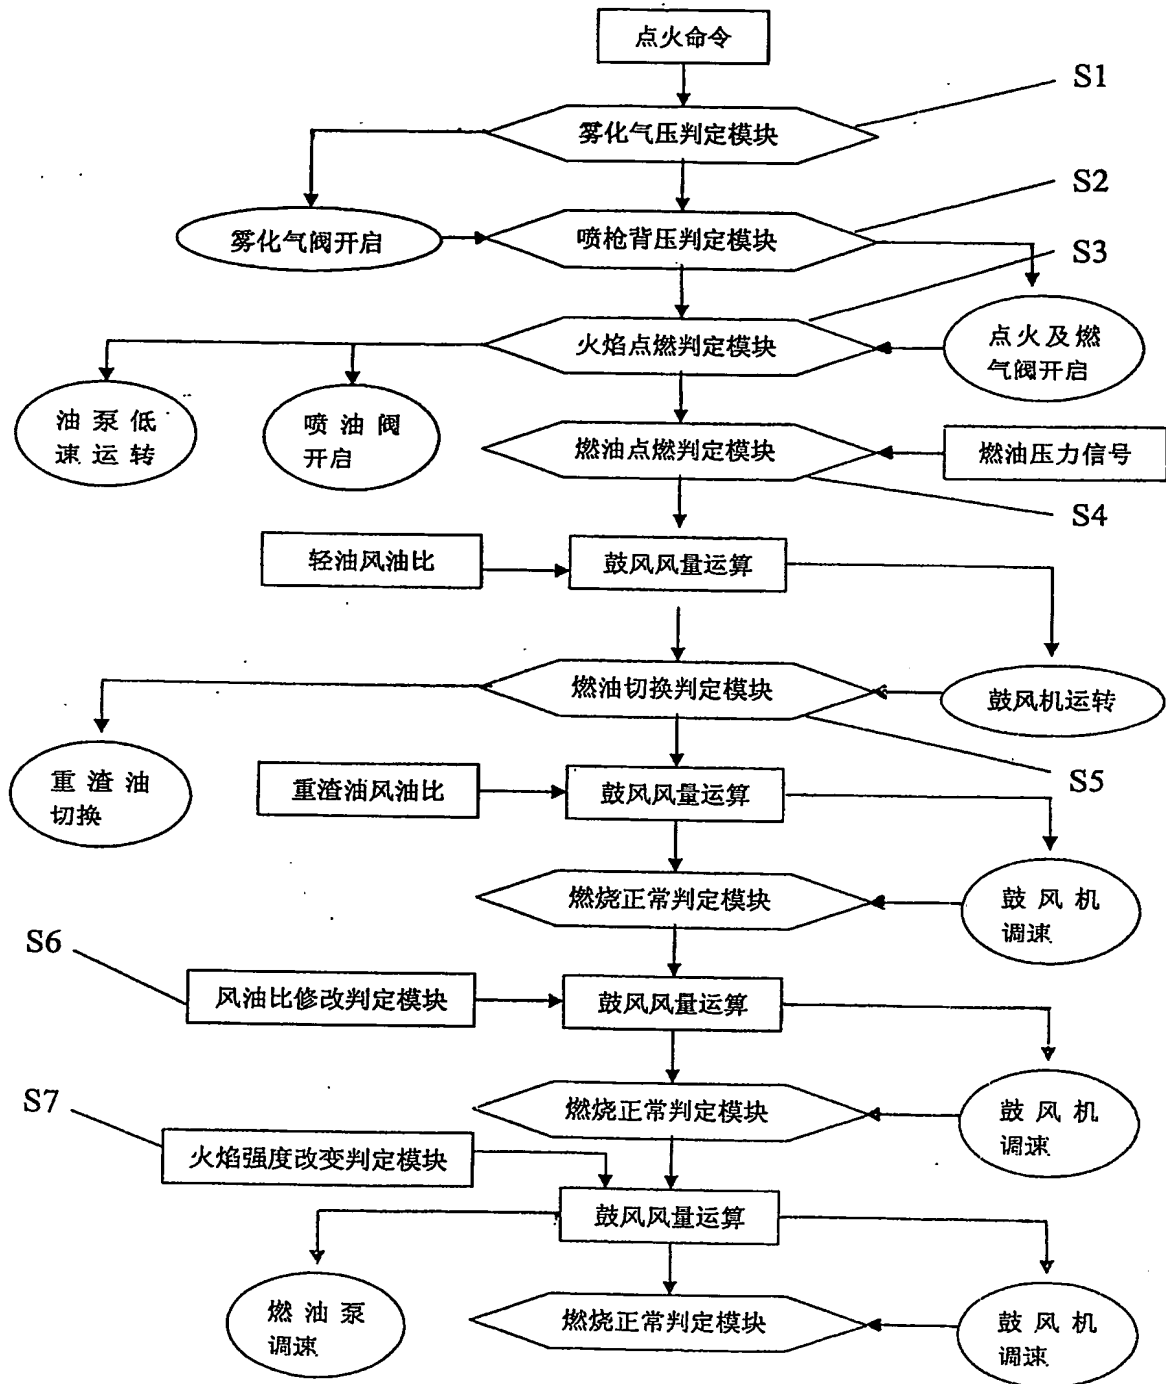 点火命令
S1
雾化气压判定模块
S2
雾化气阀开启
喷枪背压判定模块
S3
点火及燃
气阀开启
火焰点燃判定模块
油泵低
速运转
喷油阀
开启
燃油点燃判定模块
燃油压力信号
S4
轻油风油比
鼓风风量运算
燃油切换判定模块
鼓风机运转
重渣油
切换
S5
重渣油风油比
鼓风风量运算
燃烧正常判定模块
鼓风机
调速
S6
风油比修改判定模块
鼓风风量运算
S7
燃烧正常判定模块
鼓风机
调速
火焰强度改变判定模块
鼓风风量运算
燃油泵
调速
燃烧正常判定模块
鼓风机
调速